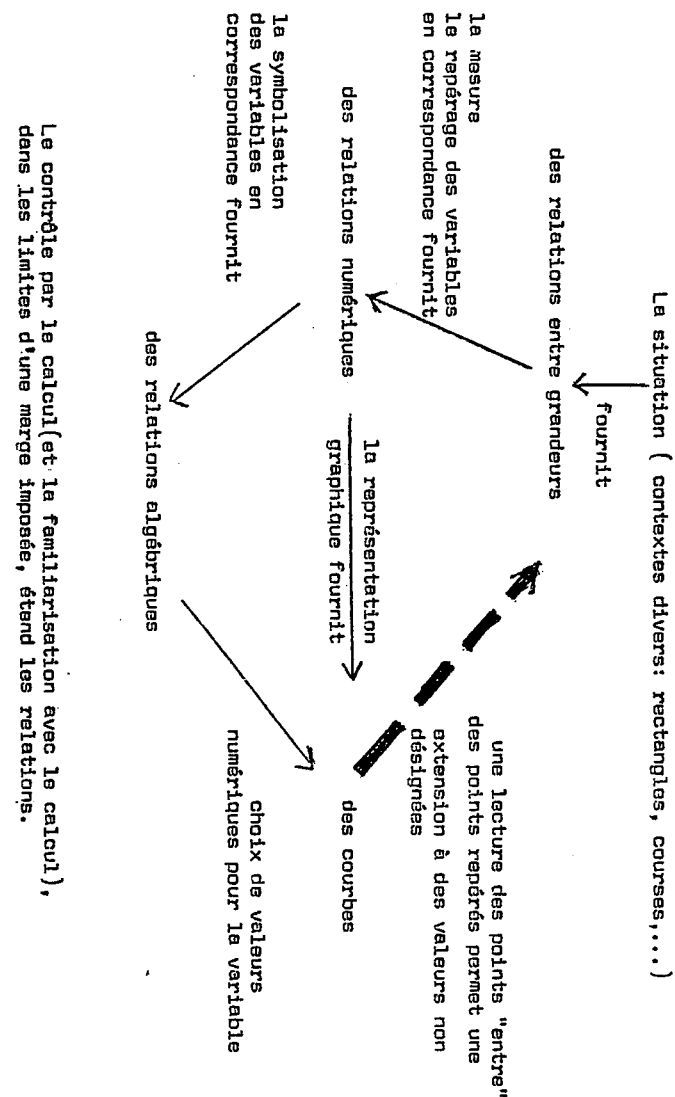 La situation ( contextes divers: rectangles, courses,...)
fournit
des relations entre grandeurs
la mesure
le repérage des variables
en correspondance fournit
une lecture des points "entre"
des points repérés permet une
extension à des valeurs non
désignées
des relations numériques
la représentation
graphique fournit
des courbes
la symbolisation
des variables en
correspondance fournit
choix de valeurs
numériques pour la variable
des relations algébriques
Le contrôle par le calcul(et la familiarisation avec le calcul),
dans les limites d'une marge imposée, étend les relations.